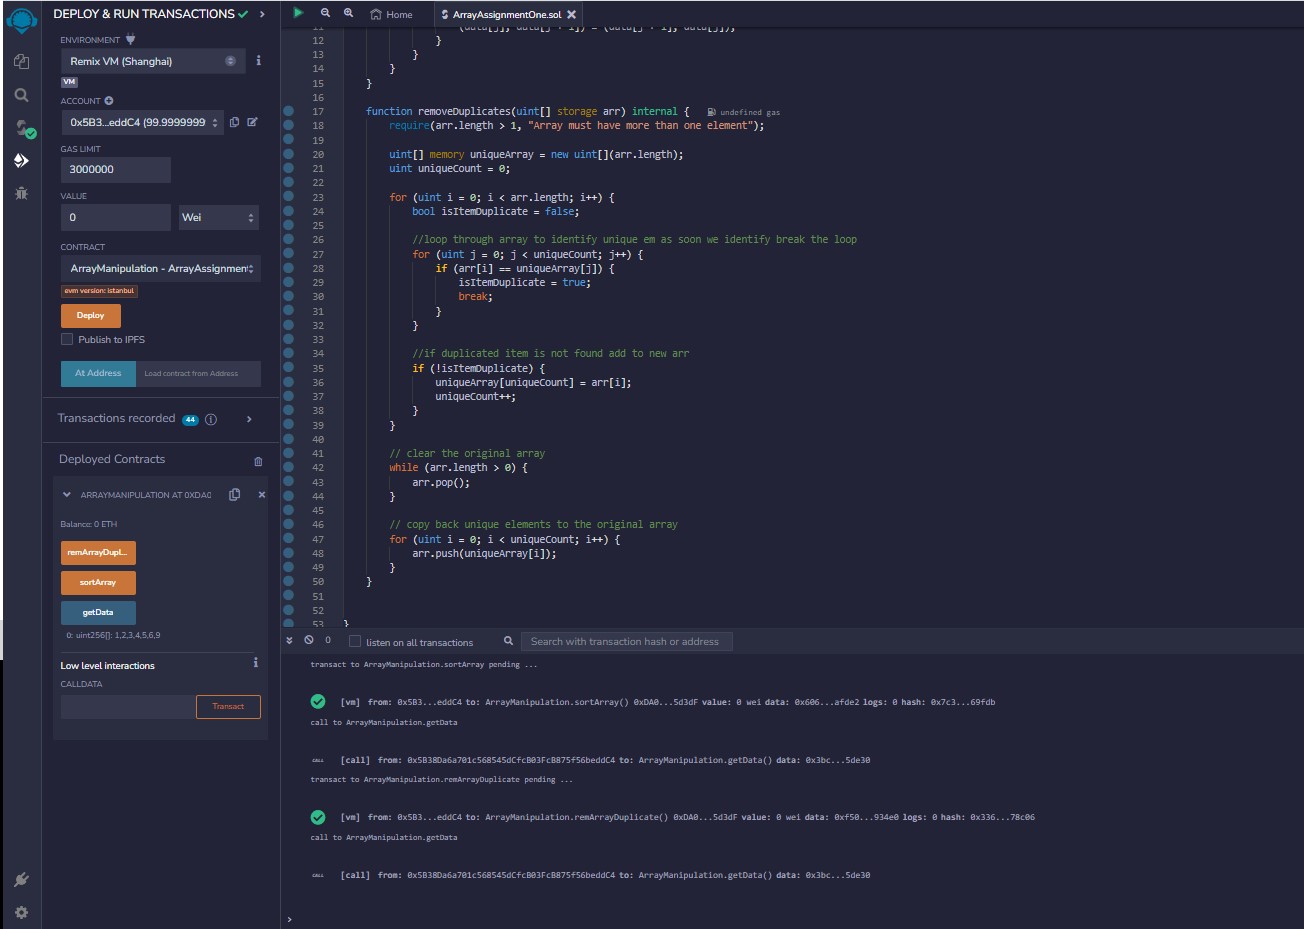 DEPLOY & RUN TRANSACTIONS
ENVIRONMENT
Remix VM (Shanghai)
VM
ACCOUNT
0x5B3...eddC4 (99.9999999
GAS LIMIT
3000000
VALUE
0
Wei
CONTRACT
ArrayManipulation - ArrayAssignmen
evm version: istanbul
Deploy
Publish to IPFS
At Address
Load contract from Address
Transactions recorded 44
Deployed Contracts
ARRAYMANIPULATION AT 0XDA0
Balance: 0 ETH
remArrayDupl...
sortArray
getData
0: uint256[]: 1,2,3,4,5,6,9
Low level interactions
CALLDATA
Transact
Home
ArrayAssignmentOne.sol
11 (data[j], data[j + 1]) = (data[j + 1], data[j]);
12 }
13 }
14 }
15 }
16
17 function removeDuplicates(uint[] storage arr) internal { undefined gas
18 require(arr.length > 1, "Array must have more than one element");
19
20 uint[] memory uniqueArray = new uint[](arr.length);
21 uint uniqueCount = 0;
22
23 for (uint i = 0; i < arr.length; i++) {
24 bool isItemDuplicate = false;
25
26 //loop through array to identify unique em as soon we identify break the loop
27 for (uint j = 0; j < uniqueCount; j++) {
28 if (arr[i] == uniqueArray[j]) {
29 isItemDuplicate = true;
30 break;
31 }
32 }
33
34 //if duplicated item is not found add to new arr
35 if (!isItemDuplicate) {
36 uniqueArray[uniqueCount] = arr[i];
37 uniqueCount++;
38 }
39 }
40
41 // clear the original array
42 while (arr.length > 0) {
43 arr.pop();
44 }
45
46 // copy back unique elements to the original array
47 for (uint i = 0; i < uniqueCount; i++) {
48 arr.push(uniqueArray[i]);
49 }
50 }
51
52
53 }
0
listen on all transactions
Search with transaction hash or address
transact to ArrayManipulation.sortArray pending ...
[vm] from: 0x5B3...eddC4 to: ArrayManipulation.sortArray() 0xDA0...5d3dF value: 0 wei data: 0x606...afde2 logs: 0 hash: 0x7c3...69fdb
call to ArrayManipulation.getData
CALL [call] from: 0x5B38Da6a701c568545dCfcB03FcB875f56beddC4 to: ArrayManipulation.getData() data: 0x3bc...5de30
transact to ArrayManipulation.remArrayDuplicate pending ...
[vm] from: 0x5B3...eddC4 to: ArrayManipulation.remArrayDuplicate() 0xDA0...5d3dF value: 0 wei data: 0xf50...934e0 logs: 0 hash: 0x336...78c06
call to ArrayManipulation.getData
CALL [call] from: 0x5B38Da6a701c568545dCfcB03FcB875f56beddC4 to: ArrayManipulation.getData() data: 0x3bc...5de30
>